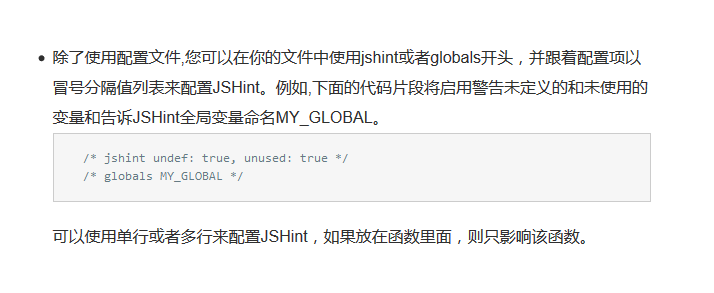 除了使用配置文件,您可以在你的文件中使用jshint或者globals开头，并跟着配置项以
冒号分隔值列表来配置JSHint。例如,下面的代码片段将启用警告未定义的和未使用的
变量和告诉JSHint全局变量命名MY_GLOBAL。
/* jshint undef: true, unused: true */
/* globals MY_GLOBAL */
可以使用单行或者多行来配置JSHint，如果放在函数里面，则只影响该函数。